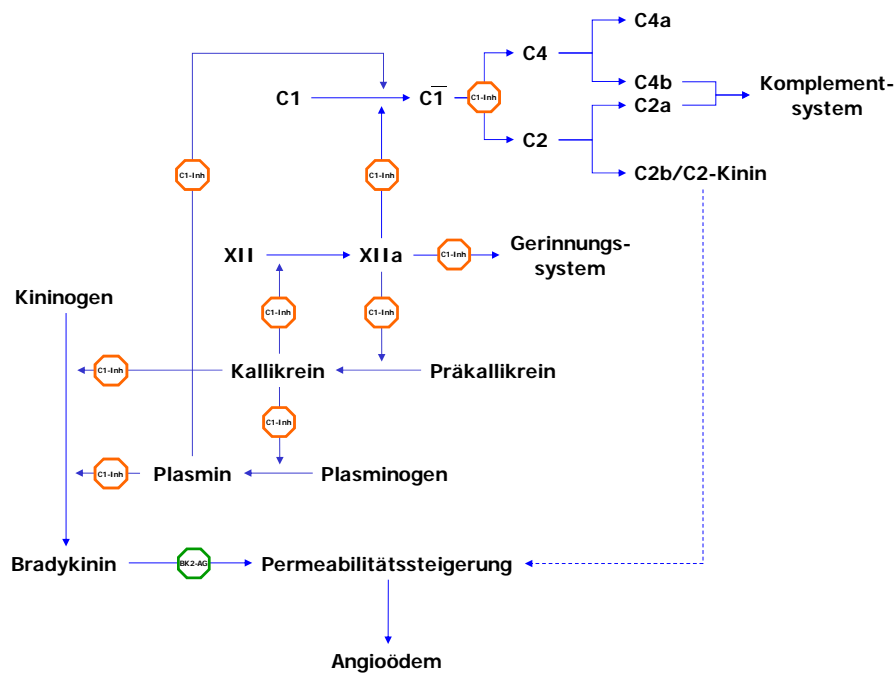 C4a
C4
C1-Inh
C1
C1
C4b
C2a
Komplement-
system
C2
C1-Inh
C1-Inh
C2b/C2-Kinin
XII
XIIa
C1-Inh
Gerinnungs-
system
Kininogen
C1-Inh
C1-Inh
C1-Inh
Kallikrein
Präkallikrein
C1-Inh
C1-Inh
Plasmin
Plasminogen
Bradykinin
BK2-AG
Permeabilitätssteigerung
Angioödem